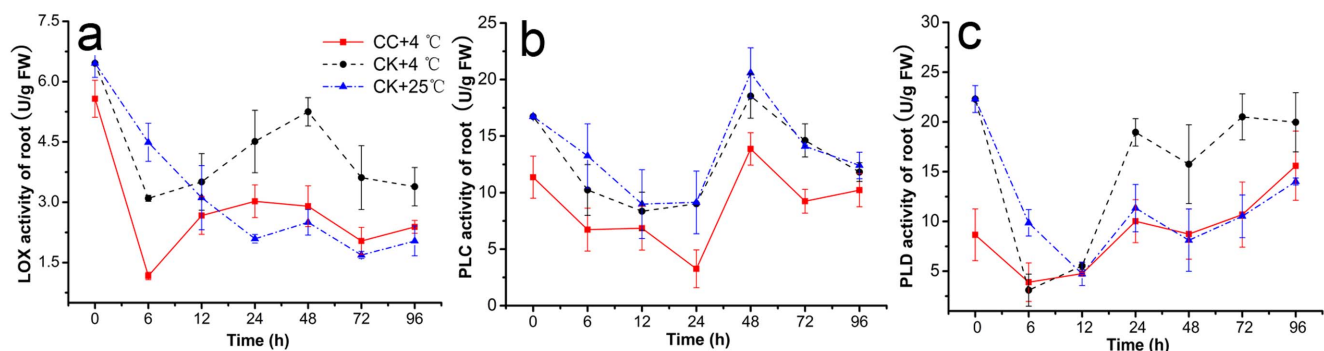 a
LOX activity of root (U/g FW)
7.5
6.0
4.5
3.0
1.5
0 6 12 24 48 72 96
Time (h)
CC+4 ℃
CK+4 ℃
CK+25℃
b
PLC activity of root (U/g FW)
25
20
15
10
5
0
0 6 12 24 48 72 96
Time (h)
c
PLD activity of root (U/g FW)
30
25
20
15
10
5
0 6 12 24 48 72 96
Time (h)